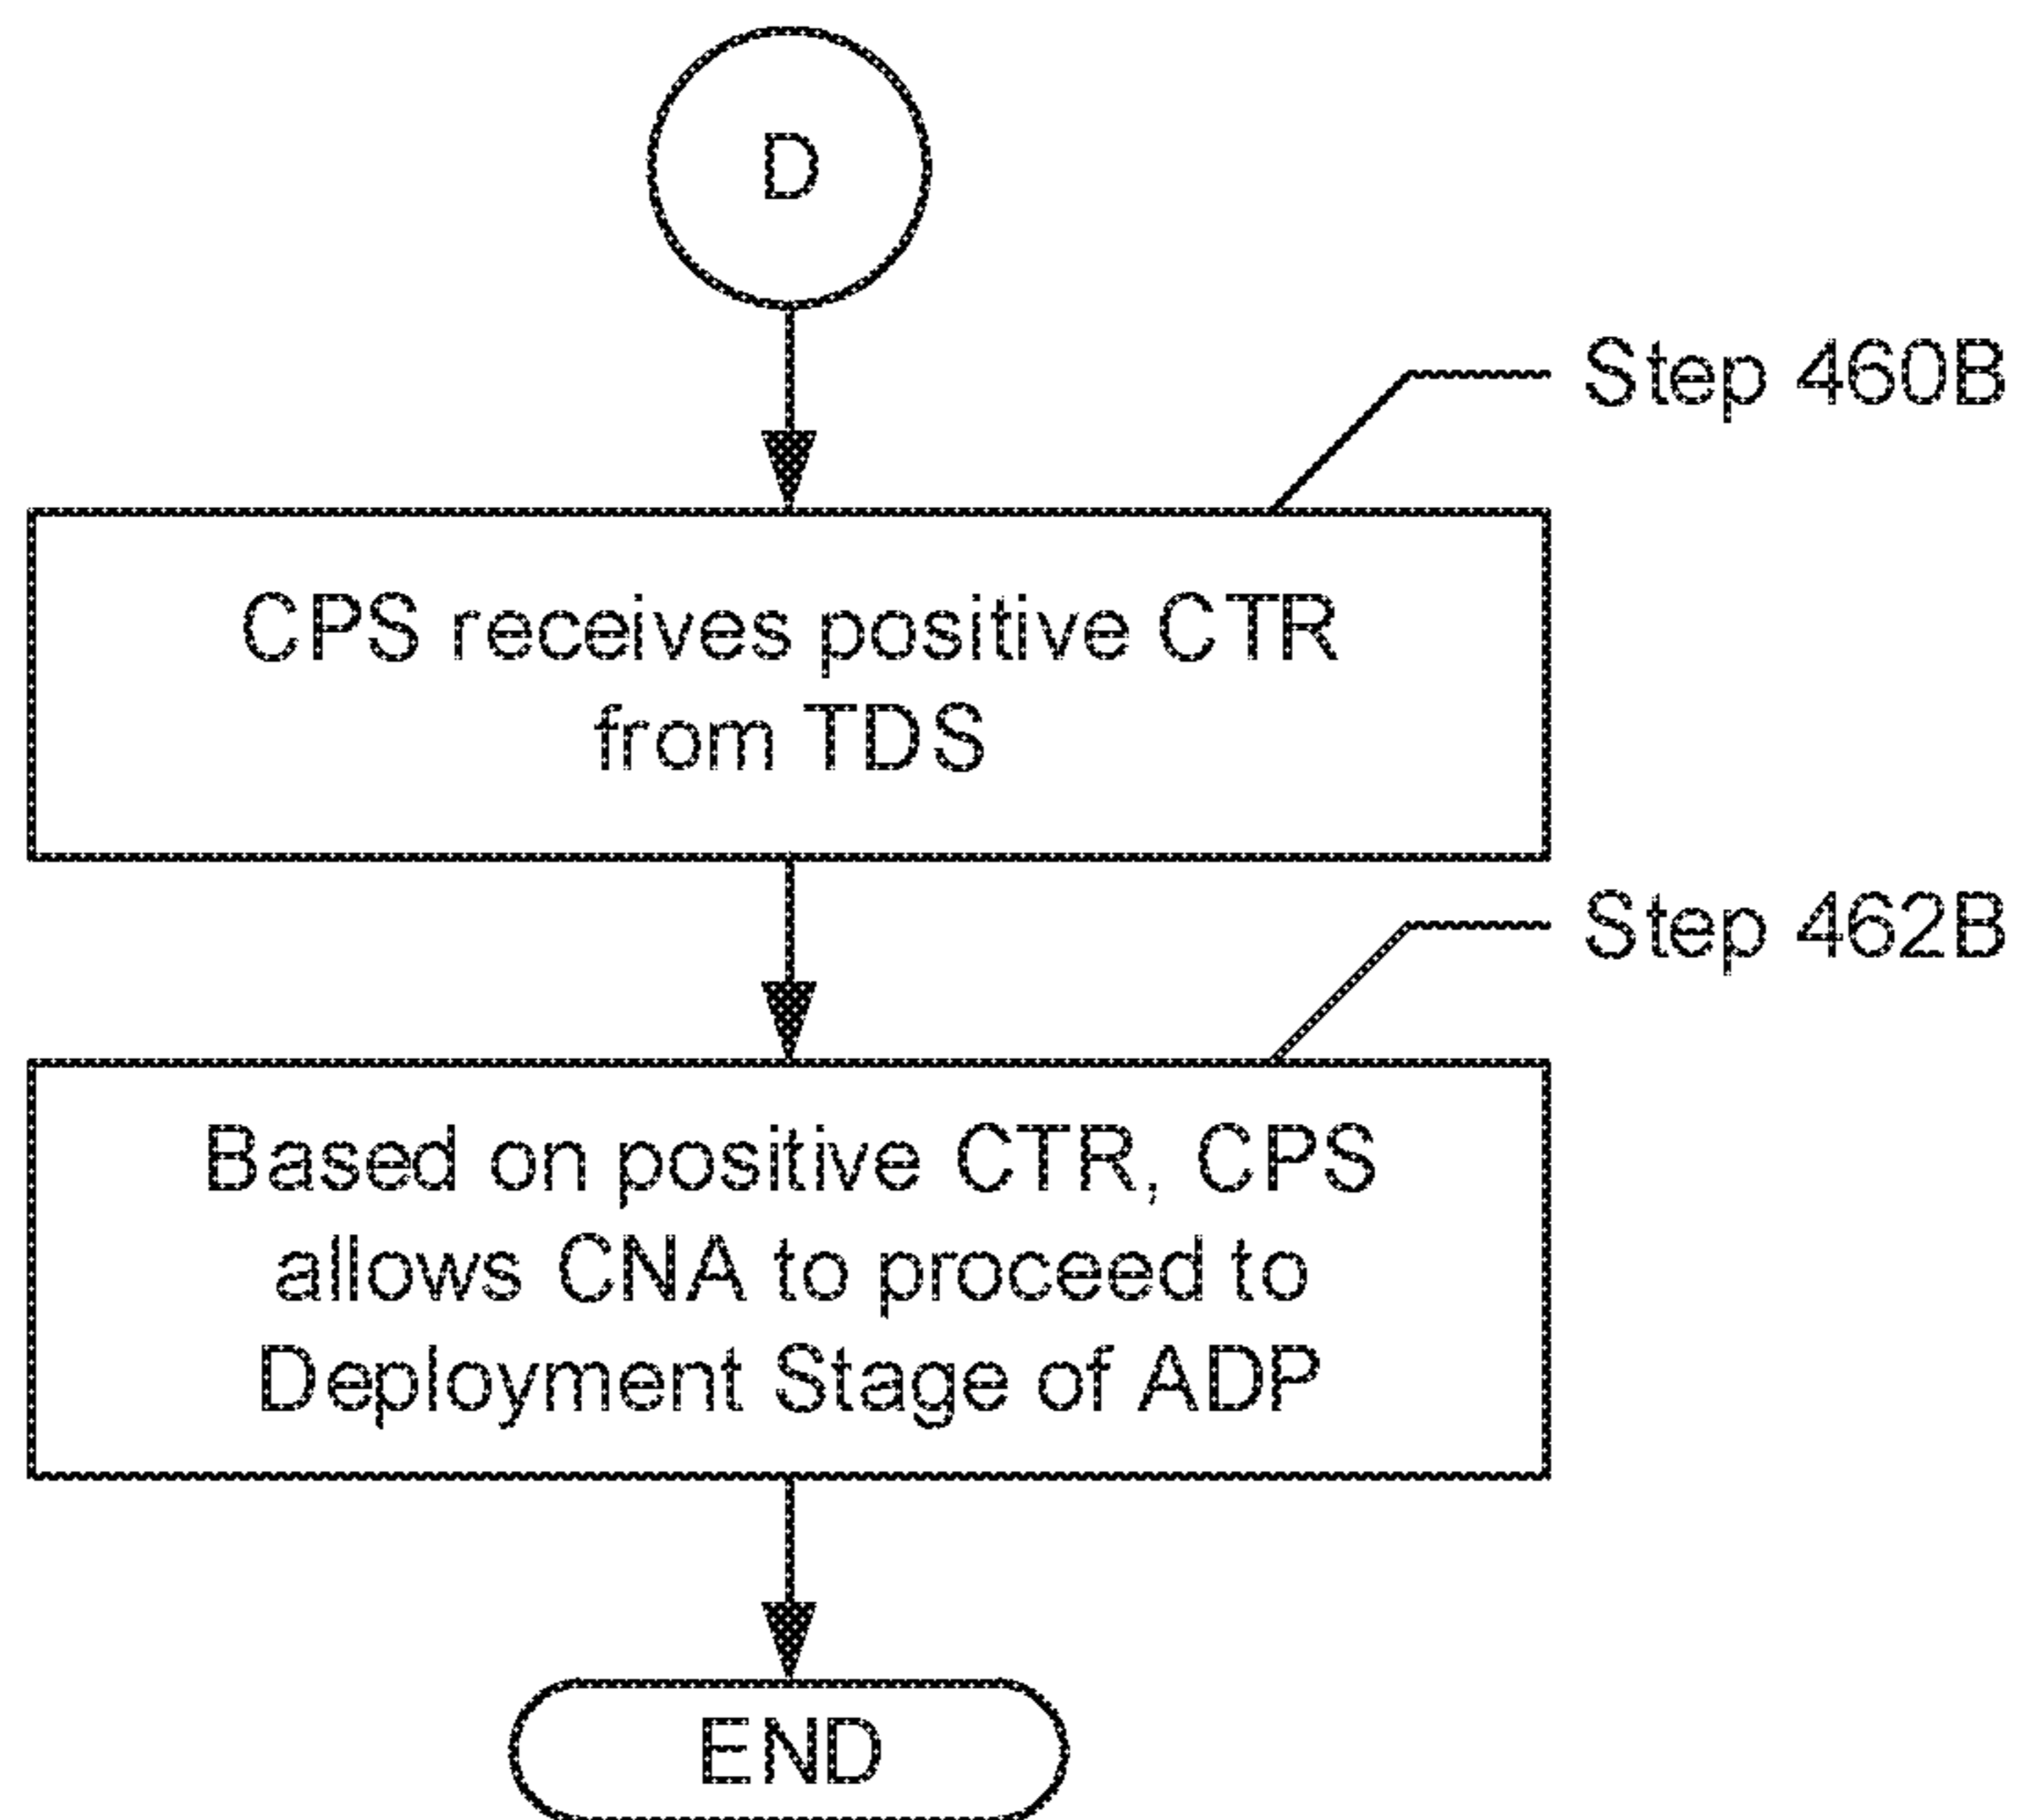 D
Step 460B
CPS receives positive CTR
from TDS
Step 462B
Based on positive CTR, CPS
allows CNA to proceed to
Deployment Stage of ADP
END